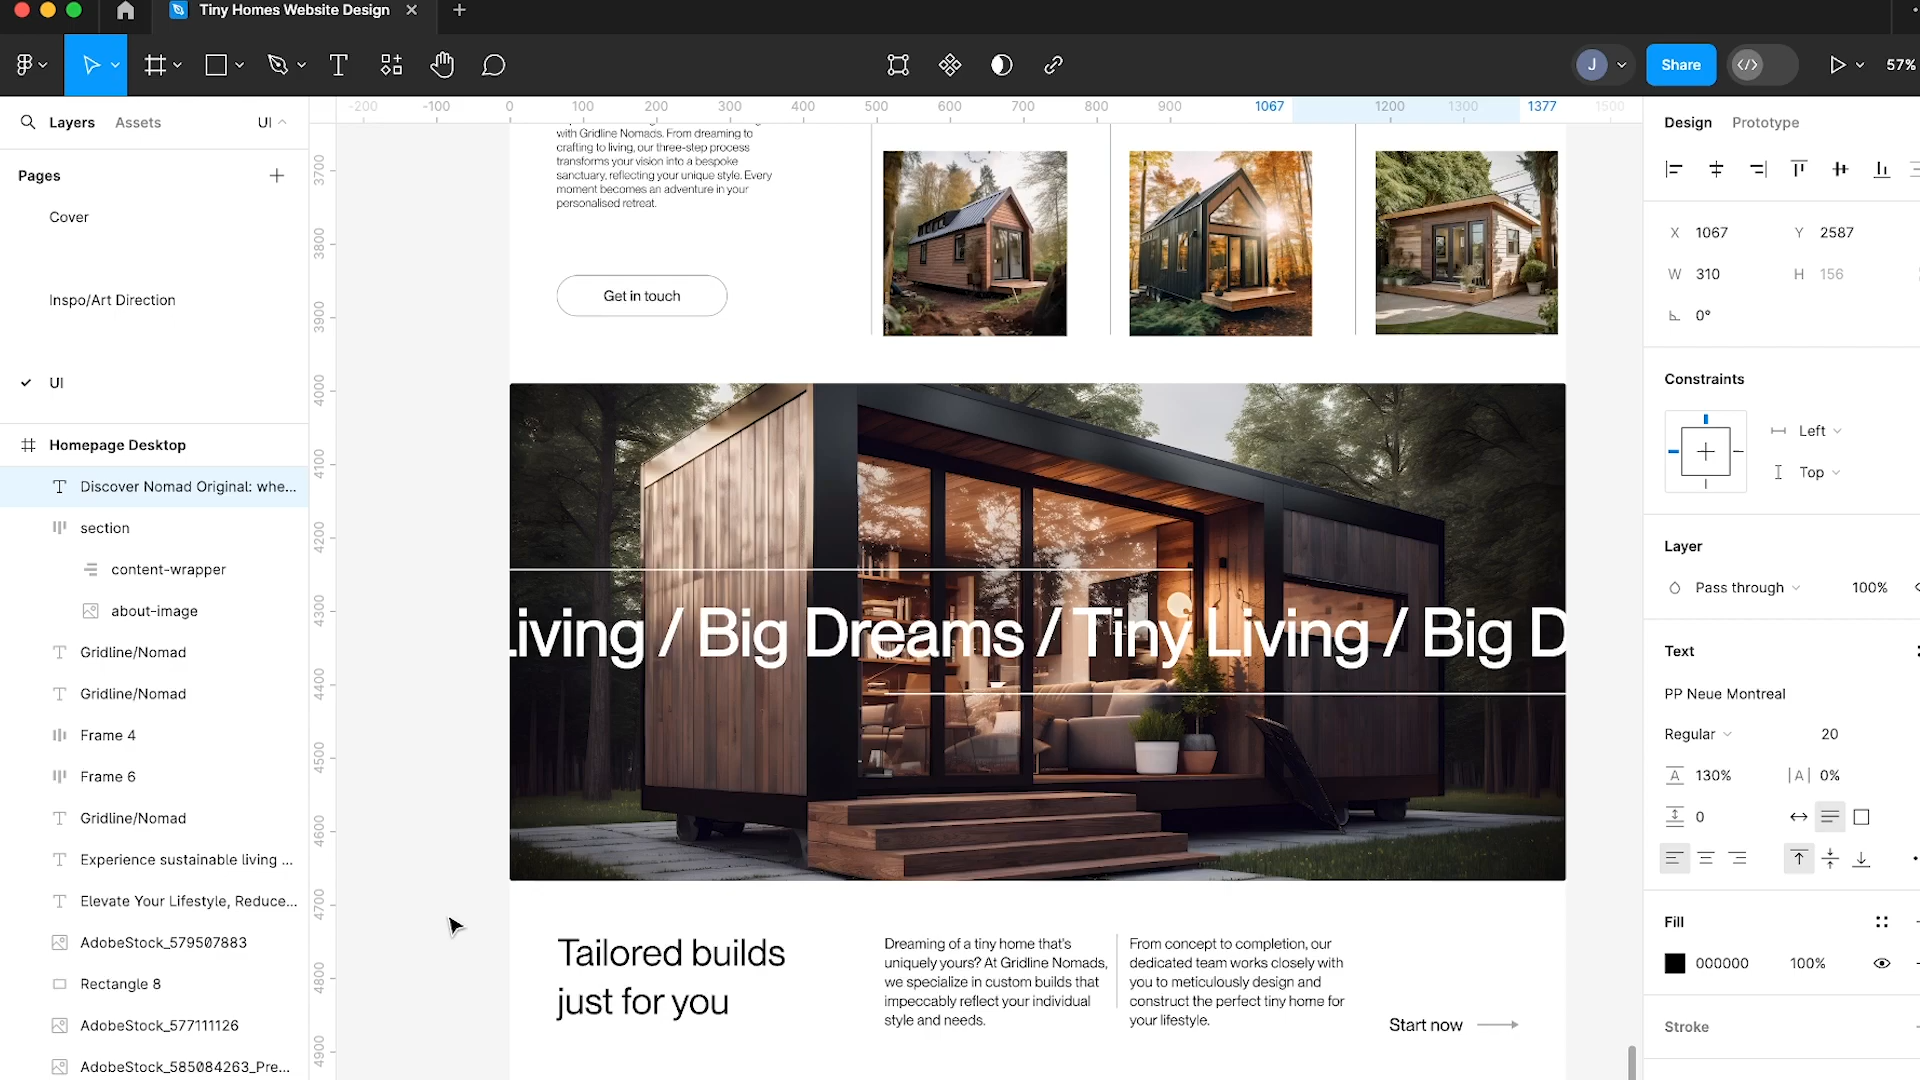 Tiny Homes Website Design
J
Share
57%
Layers
Assets
UI
-200 -100 0 100 200 300 400 500 600 700 800 900 1067 1200 1300 1377 1500
Design
Prototype
Pages
Cover
Inspo/Art Direction
UI
Homepage Desktop
Discover Nomad Original: whe...
section
content-wrapper
about-image
Gridline/Nomad
Gridline/Nomad
Frame 4
Frame 6
Gridline/Nomad
Experience sustainable living ...
Elevate Your Lifestyle, Reduce...
AdobeStock_579507883
Rectangle 8
AdobeStock_577111126
AdobeStock_585084263_Pre...
3700
3800
3900
4000
4100
4200
4300
4400
4500
4600
4700
4800
4900
with Gridline Nomads. From dreaming to
crafting to living, our three-step process
transforms your vision into a bespoke
sanctuary, reflecting your unique style. Every
moment becomes an adventure in your
personalised retreat.
Get in touch
Living / Big Dreams / Tiny Living / Big D
Tailored builds
just for you
Dreaming of a tiny home that's
uniquely yours? At Gridline Nomads,
we specialize in custom builds that
impeccably reflect your individual
style and needs.
From concept to completion, our
dedicated team works closely with
you to meticulously design and
construct the perfect tiny home for
your lifestyle.
Start now
X 1067 Y 2587
W 310 H 156
0°
Constraints
Left
Top
Layer
Pass through 100%
Text
PP Neue Montreal
Regular 20
130% |A| 0%
0
Fill
000000 100%
Stroke